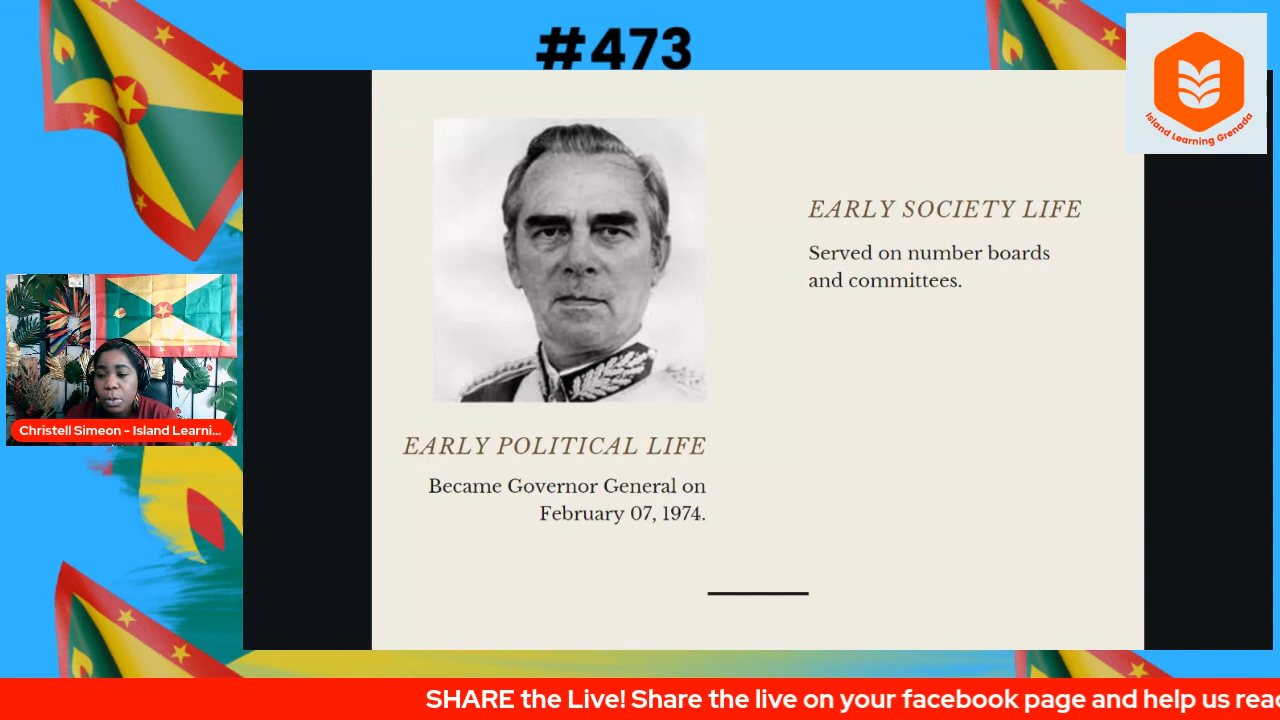 #473
Island Learning Grenada
EARLY SOCIETY LIFE
Served on number boards
and committees.
Christell Simeon - Island Learni...
EARLY POLITICAL LIFE
Became Governor General on
February 07, 1974.
SHARE the Live! Share the live on your facebook page and help us reac